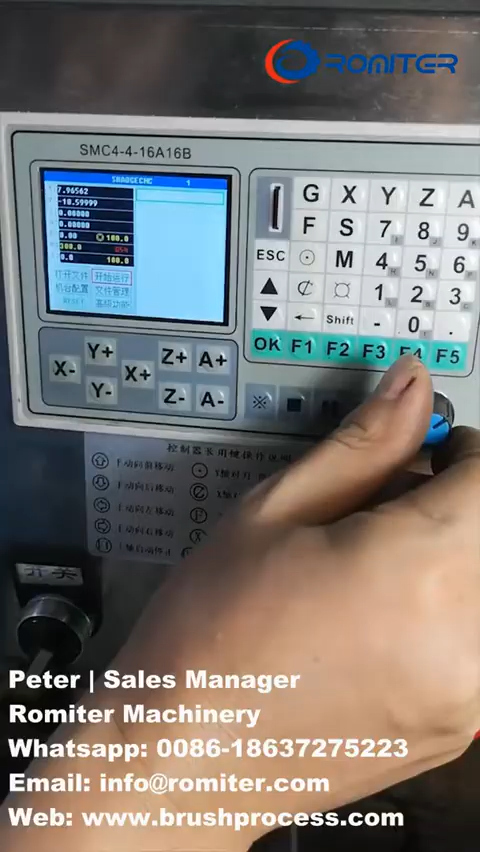 ROMITER
SMC4-4-16A16B
1
7.96562
-10.59999
0.00000
0.00000
0.00 100.0
300.0
0.0 100.0
打开文件 开始运行
机台配置 文件管理
高级功能
G X Y Z A
F S 7 8 9
ESC M 4 5 6
1 2 3
Shift - 0 .
OK F1 F2 F3 F4 F5
X- Y+ X+ Z+ A+
Y- Z- A-
控制器常用键操作说明
手动向前移动
手动向后移动
手动向左移动
手动向右移动
开关
Peter | Sales Manager
Romiter Machinery
Whatsapp: 0086-18637275223
Email: info@romiter.com
Web: www.brushprocess.com